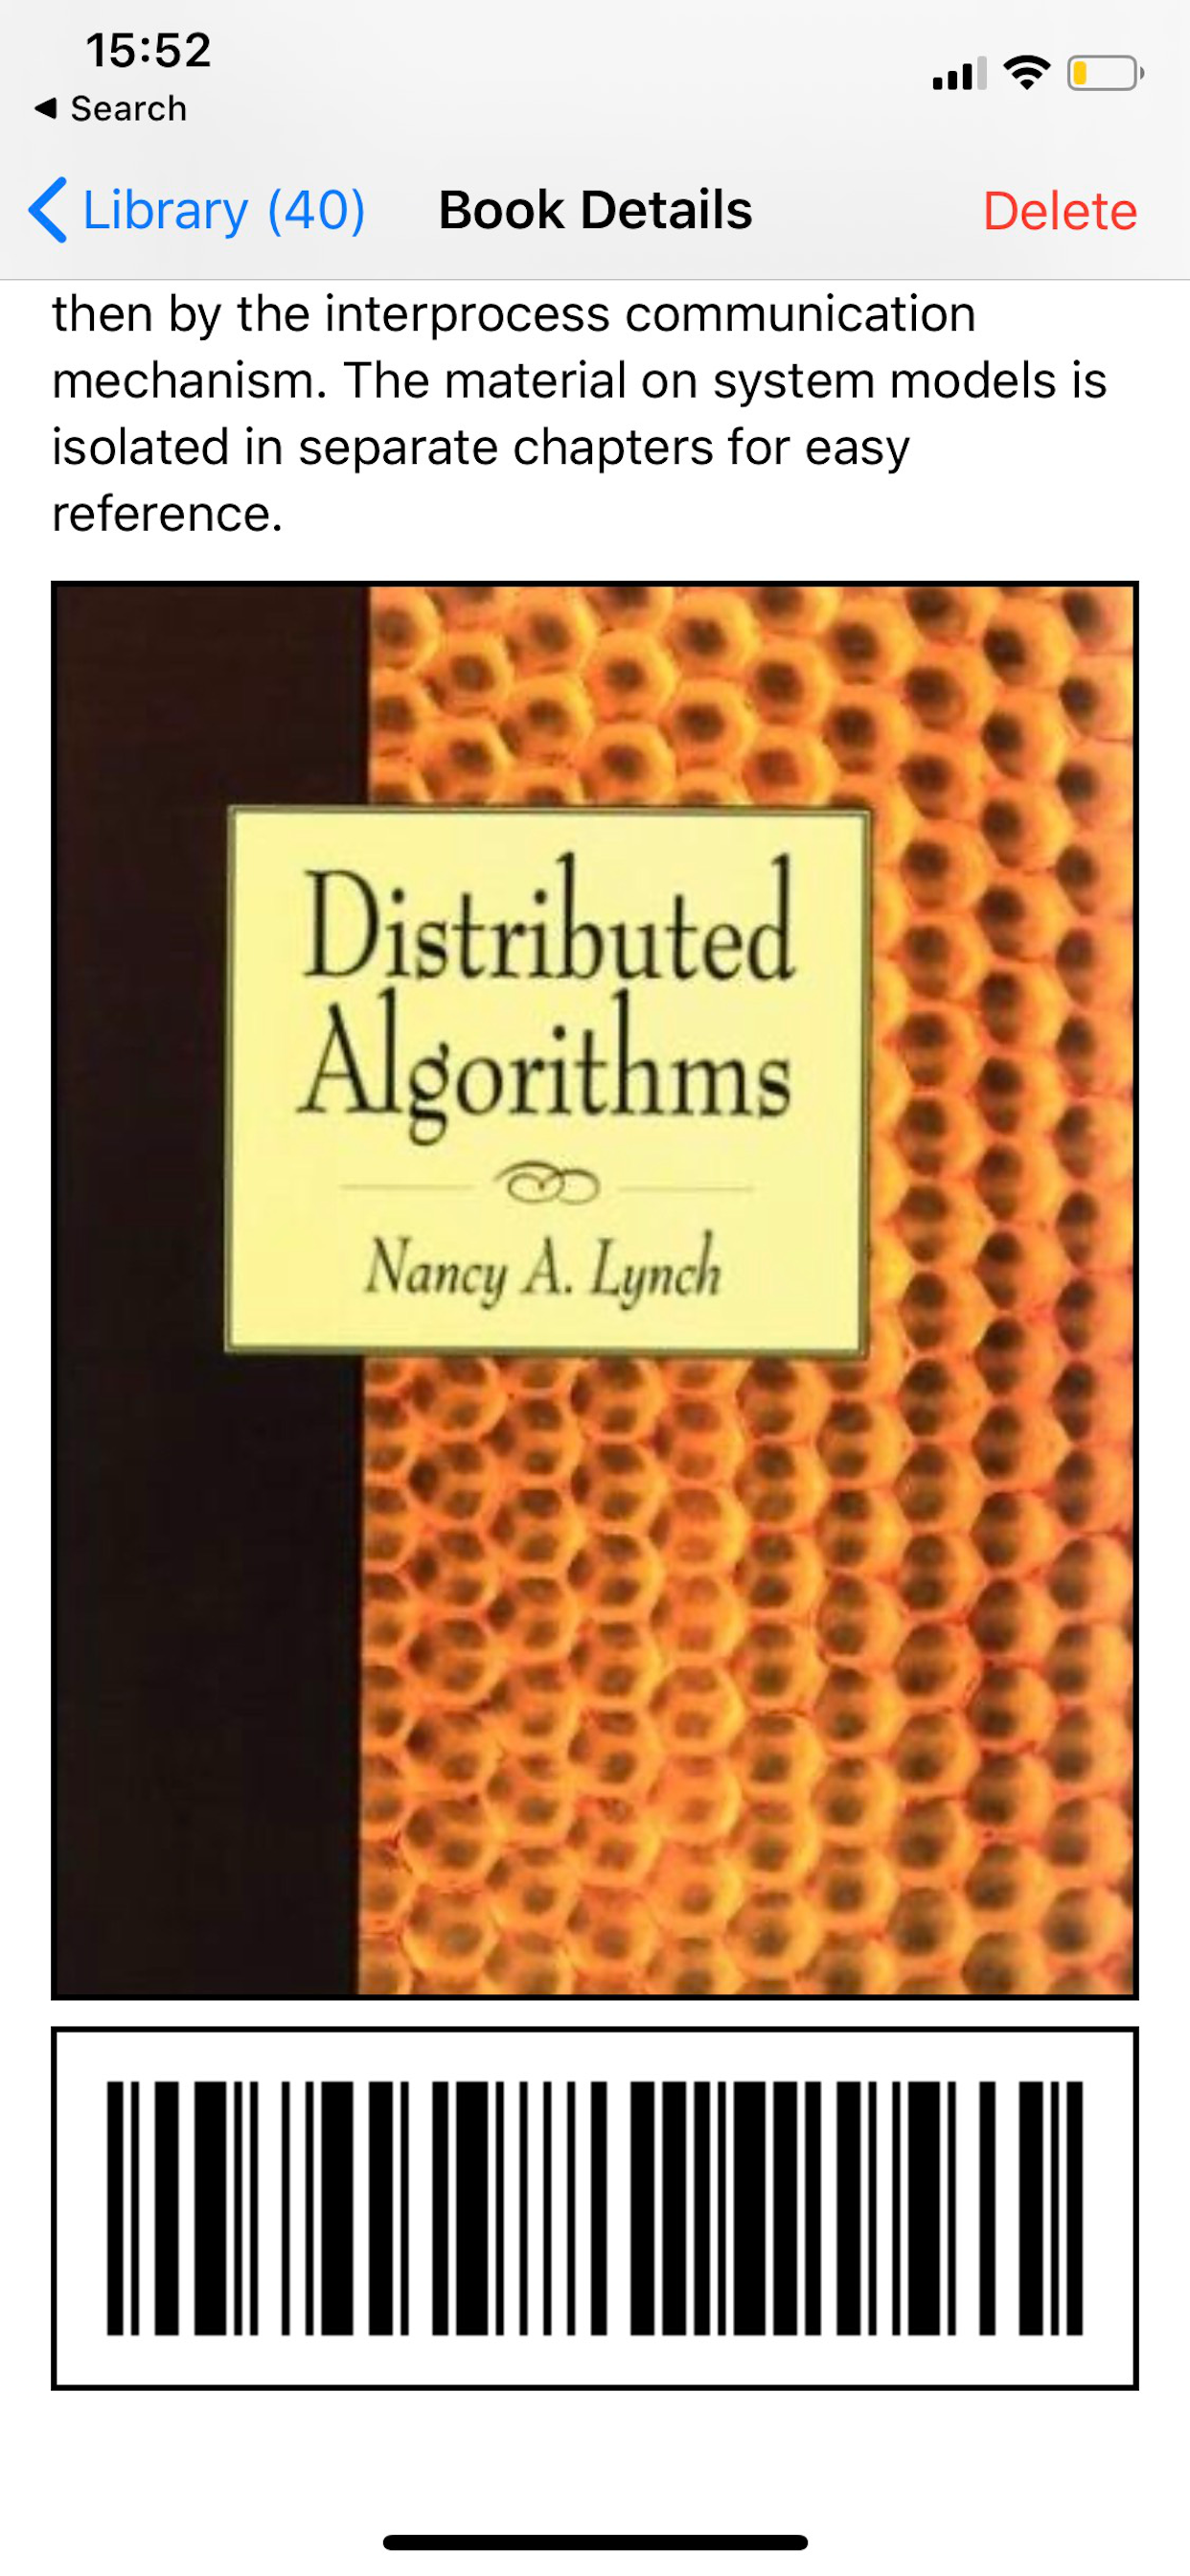 15:52
Search
Library (40)
Book Details
Delete
then by the interprocess communication
mechanism. The material on system models is
isolated in separate chapters for easy
reference.
Distributed
Algorithms
Nancy A. Lynch